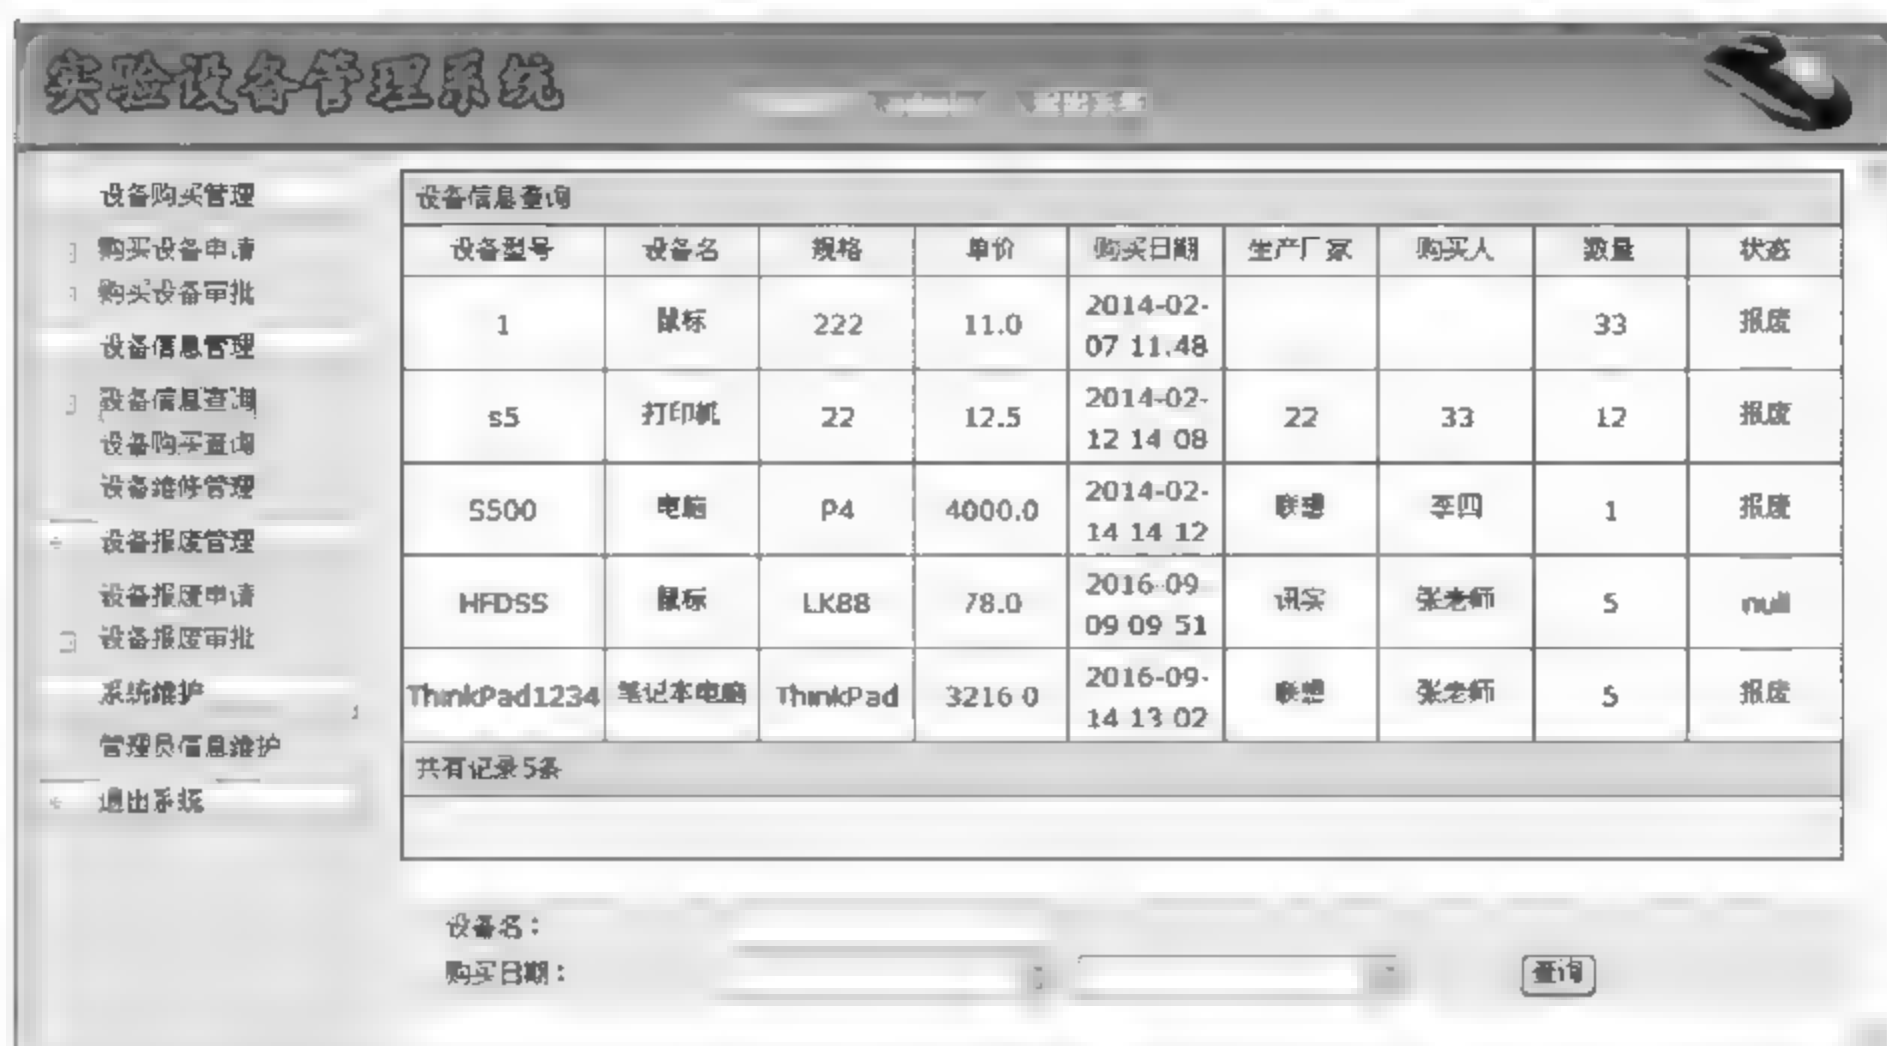 实验设备管理系统
admin 退出系统
设备购买管理
购买设备申请
购买设备审批
设备信息管理
设备信息查询
设备购买查询
设备维修管理
设备报废管理
设备报废申请
设备报废审批
系统维护
管理员信息维护
退出系统
设备信息查询
设备型号 设备名 规格 单价 购买日期 生产厂家 购买人 数量 状态
1 鼠标 222 11.0 2014-02-07 11.48 33 报废
s5 打印机 22 12.5 2014-02-12 14 08 22 33 12 报废
S500 电脑 P4 4000.0 2014-02-14 14 12 联想 李四 1 报废
HFDSS 鼠标 LK88 78.0 2016-09-09 09 51 讯实 张老师 5 null
ThinkPad1234 笔记本电脑 ThinkPad 3216 0 2016-09-14 13 02 联想 张老师 5 报废
共有记录5条
设备名：
购买日期：
查询